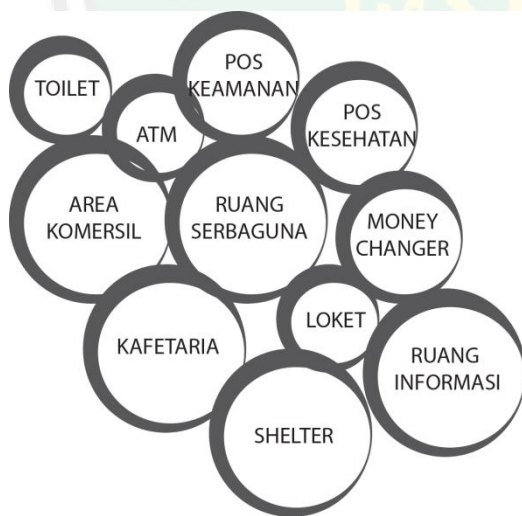 TOILET
ATM
POS
KEAMANAN
POS
KESEHATAN
AREA
KOMERSIL
RUANG
SERBAGUNA
MONEY
CHANGER
KAFETARIA
LOKET
RUANG
INFORMASI
SHELTER